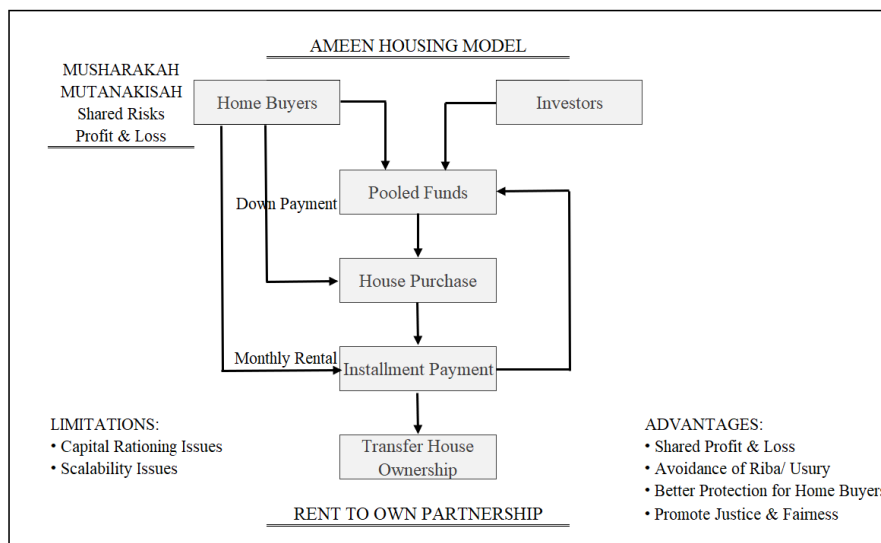 AMEEN HOUSING MODEL
MUSHARAKAH
MUTANAKISAH
Shared Risks
Profit & Loss
Home Buyers
Investors
Pooled Funds
Down Payment
House Purchase
Monthly Rental
Installment Payment
LIMITATIONS:
• Capital Rationing Issues
• Scalability Issues
Transfer House
Ownership
ADVANTAGES:
• Shared Profit & Loss
• Avoidance of Riba/ Usury
• Better Protection for Home Buyers
• Promote Justice & Fairness
RENT TO OWN PARTNERSHIP